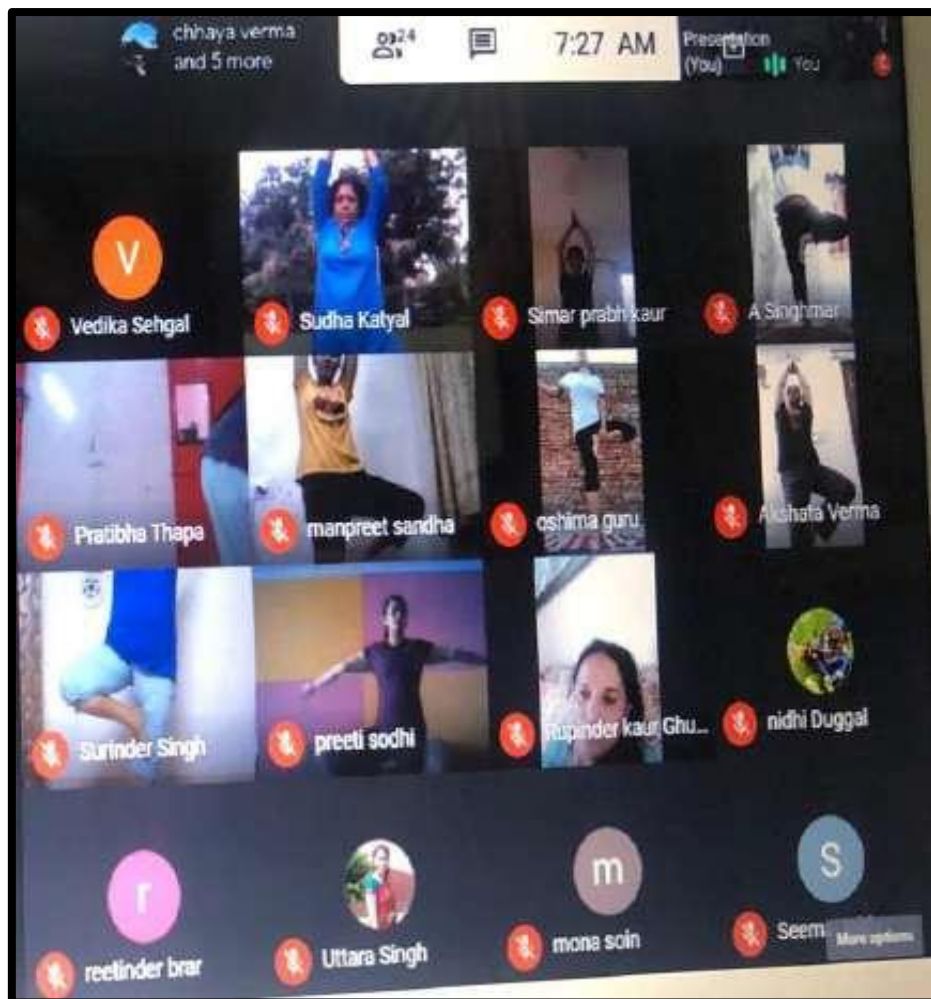 chhaya verma
and 5 more
24
7:27 AM
Presentation
(You)
You
V
Vedika Sehgal
Sudha Katyal
Simar prabh kaur
A Singhmar
Pratibha Thapa
manpreet sandha
oshima guru
Akshata Verma
Surinder Singh
preeti sodhi
Rupinder kaur Ghu...
nidhi Duggal
r
m
S
reetinder brar
Uttara Singh
mona soin
Seem
More options